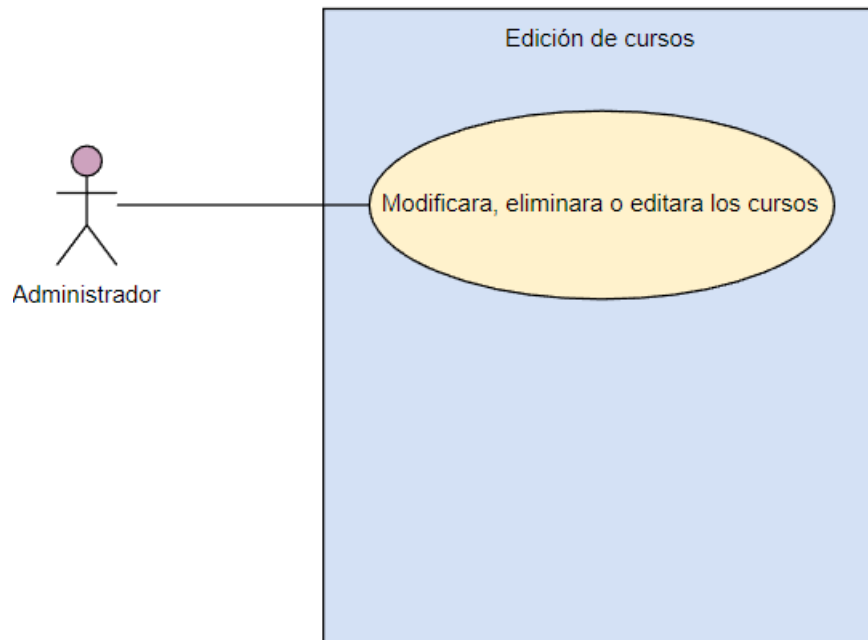 Edición de cursos
Modificara, eliminara o editara los cursos
Administrador